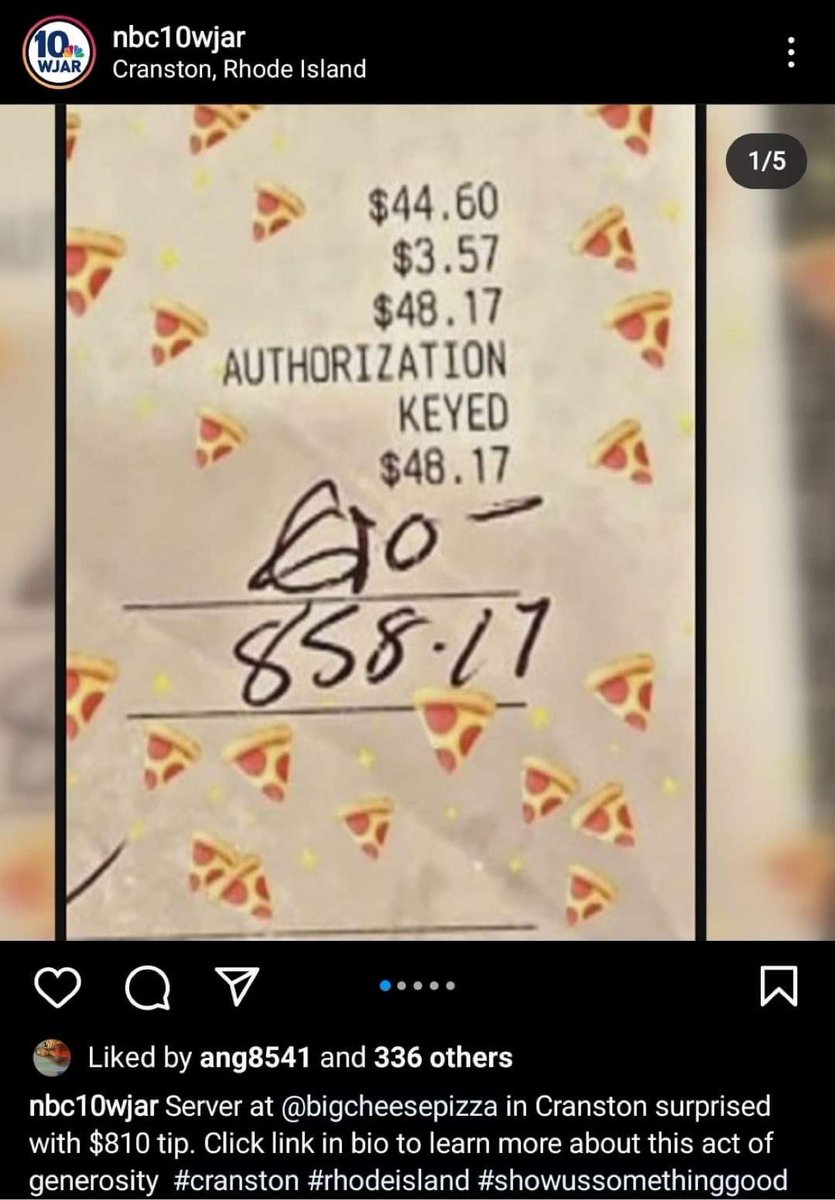 10
WJAR
nbc10wjar
Cranston, Rhode Island
1/5
$44.60
$3.57
$48.17
AUTHORIZATION
KEYED
$48.17
810 -
858.17
Liked by ang8541 and 336 others
nbc10wjar Server at @bigcheesepizza in Cranston surprised
with $810 tip. Click link in bio to learn more about this act of
generosity #cranston #rhodeisland #showussomethinggood